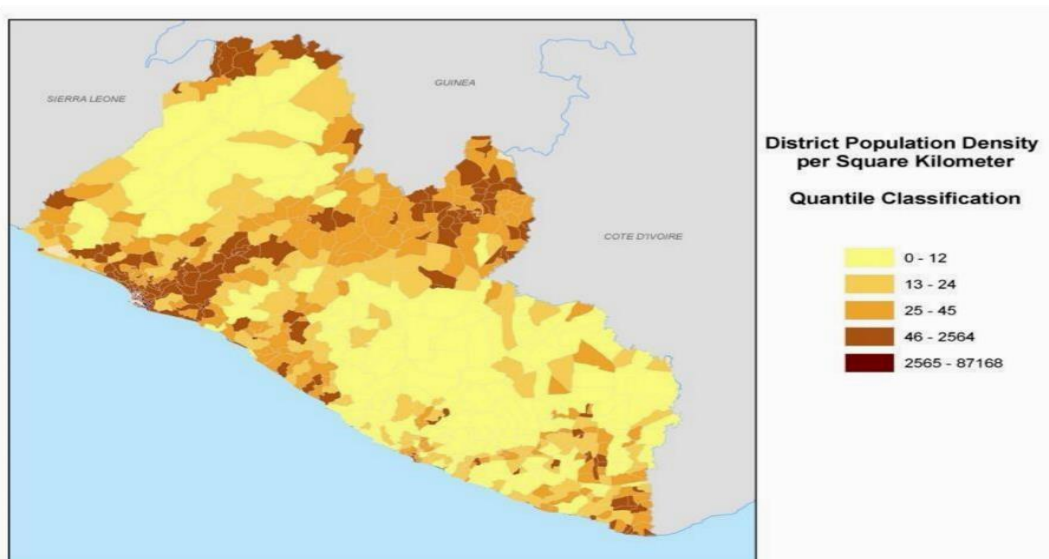 SIERRA LEONE
GUINEA
COTE D'IVOIRE
District Population Density
per Square Kilometer
Quantile Classification
0 - 12
13 - 24
25 - 45
46 - 2564
2565 - 87168